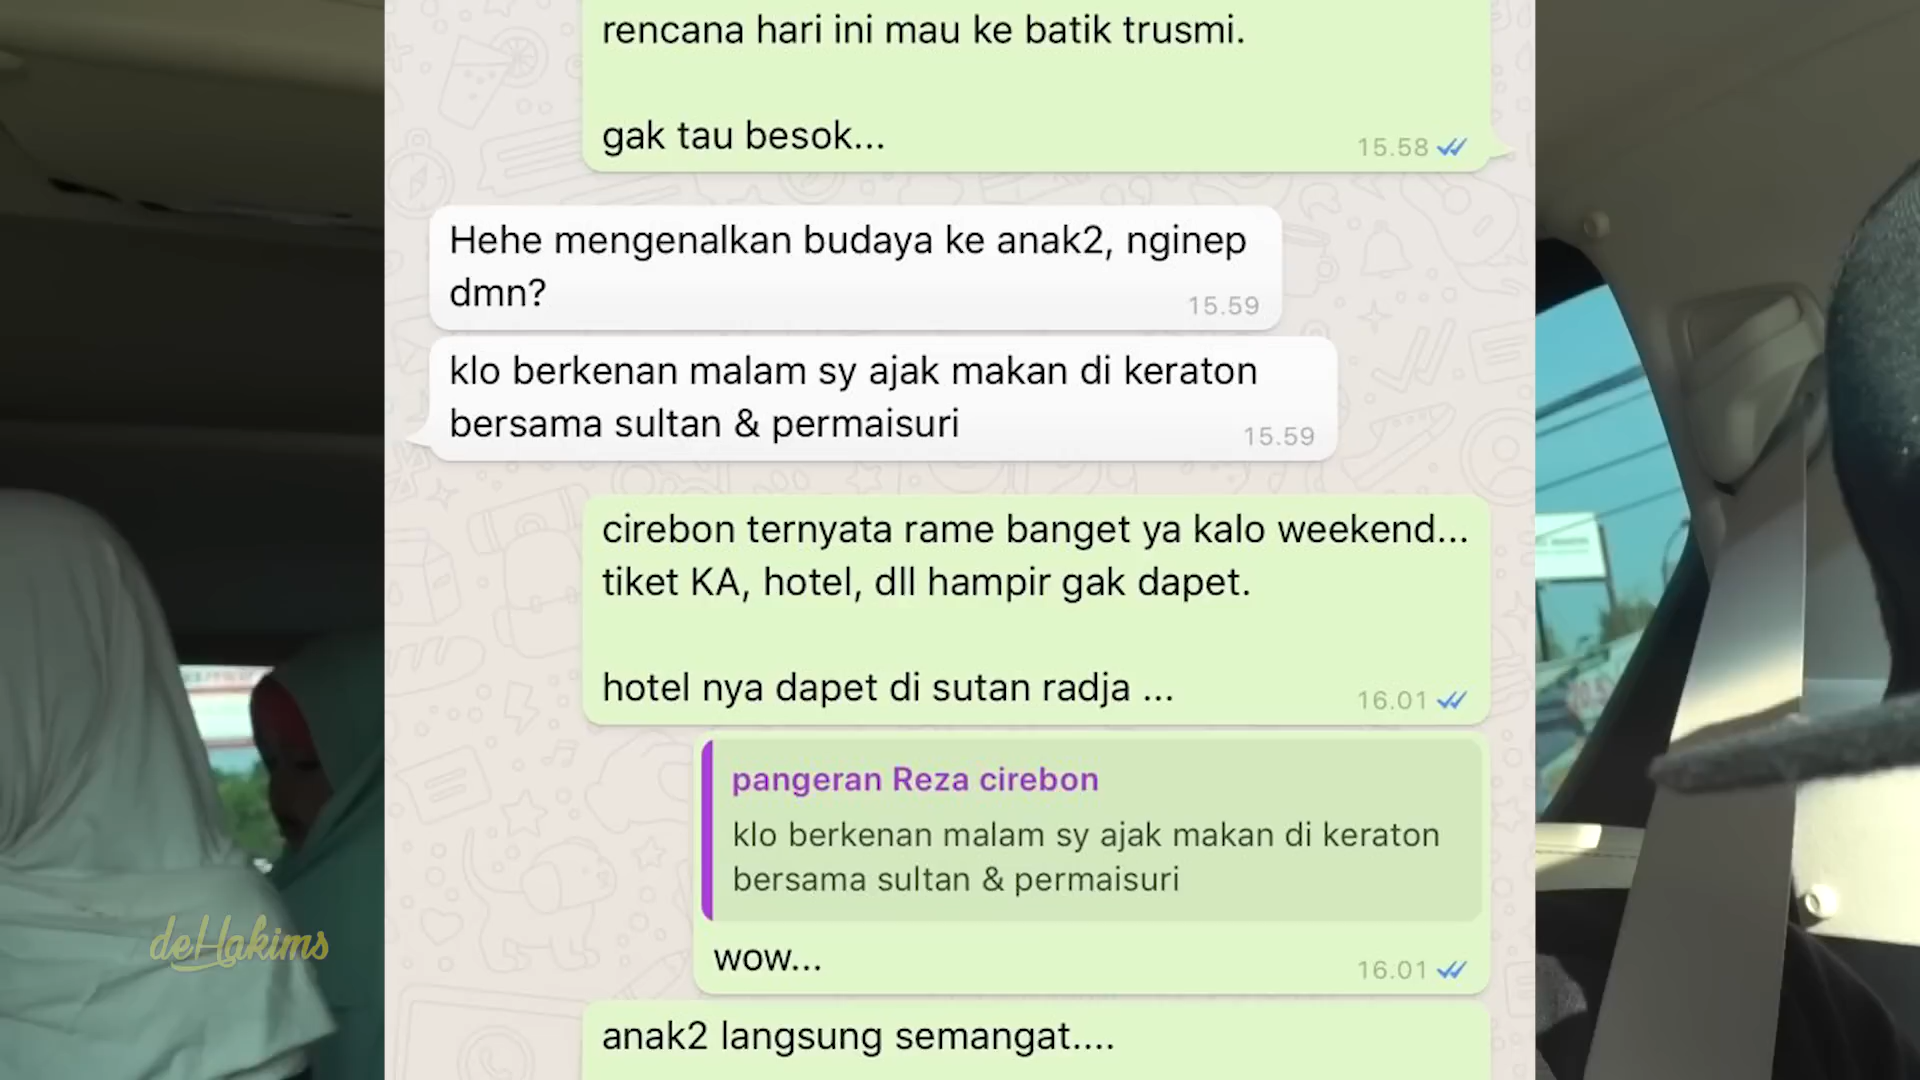 rencana hari ini mau ke batik trusmi.
gak tau besok...
15.58
Hehe mengenalkan budaya ke anak2, nginep
dmn?
15.59
klo berkenan malam sy ajak makan di keraton
bersama sultan & permaisuri
15.59
cirebon ternyata rame banget ya kalo weekend...
tiket KA, hotel, dll hampir gak dapet.
hotel nya dapet di sutan radja ...
16.01
pangeran Reza cirebon
klo berkenan malam sy ajak makan di keraton
bersama sultan & permaisuri
wow...
16.01
anak2 langsung semangat....
deHakims